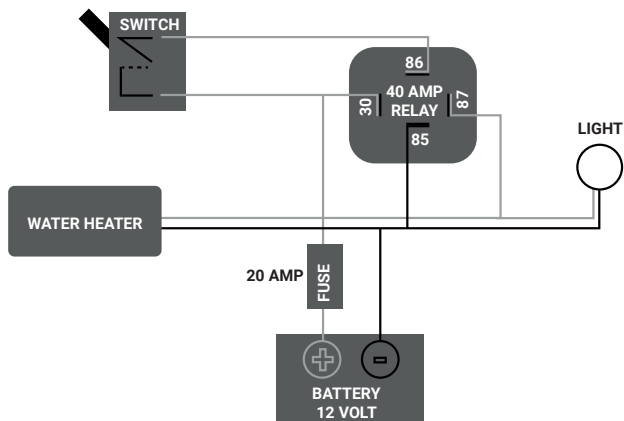 SWITCH
86
30
40 AMP
RELAY
87
85
LIGHT
WATER HEATER
20 AMP
FUSE
BATTERY
12 VOLT